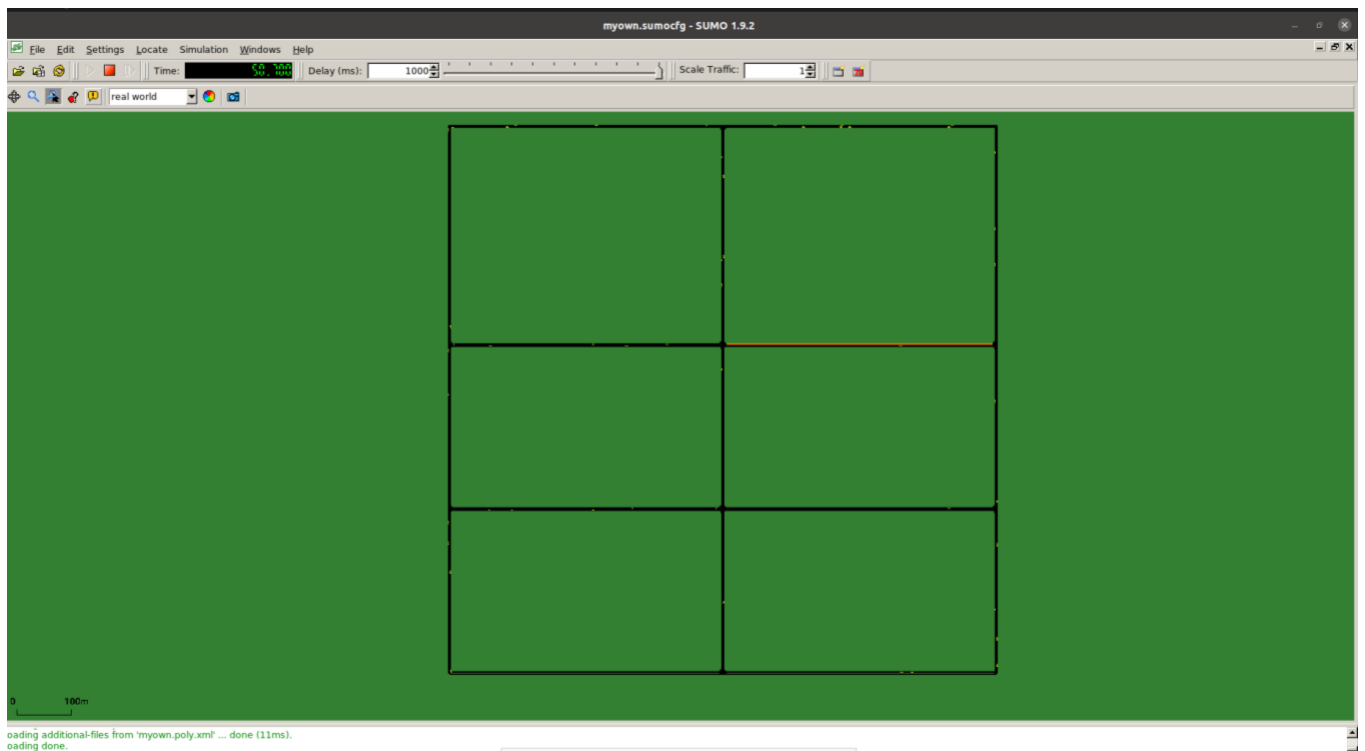 myown.sumocfg - SUMO 1.9.2
File Edit Settings Locate Simulation Windows Help
Time: Delay (ms): 1000 Scale Traffic: 1
real world
0 100m
oading additional-files from 'myown.poly.xml' ... done (11ms).
oading done.